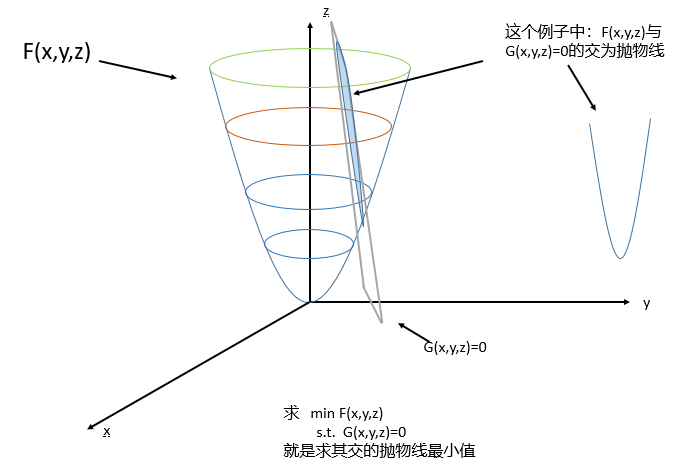 z
这个例子中：F(x,y,z)与
G(x,y,z)=0的交为抛物线
F(x,y,z)
y
G(x,y,z)=0
x
求 min F(x,y,z)
s.t. G(x,y,z)=0
就是求其交的抛物线最小值